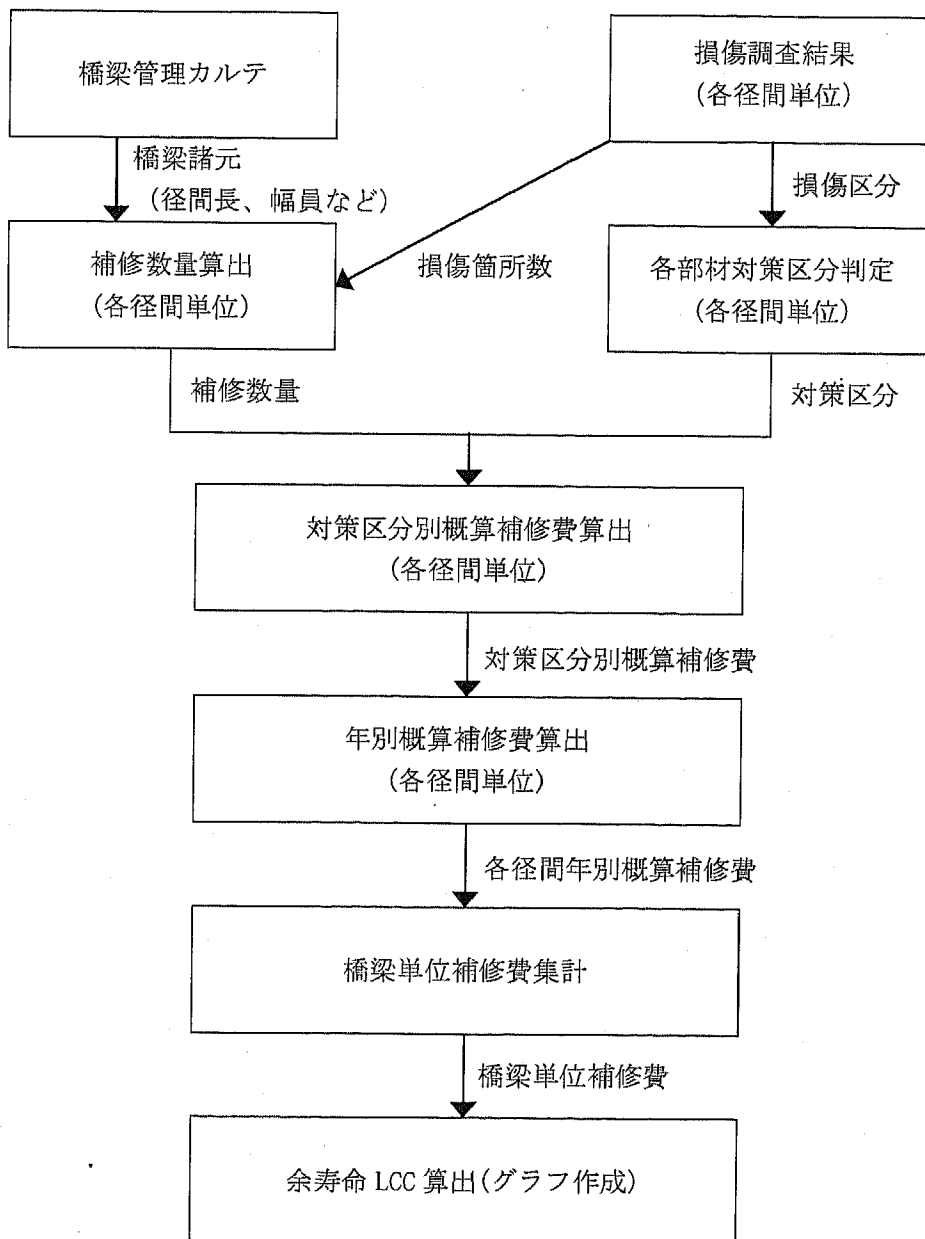 橋梁管理カルテ
損傷調査結果
(各径間単位)
橋梁諸元
(径間長、幅員など)
損傷区分
補修数量算出
(各径間単位)
損傷箇所数
各部材対策区分判定
(各径間単位)
補修数量
対策区分
対策区分別概算補修費算出
(各径間単位)
対策区分別概算補修費
年別概算補修費算出
(各径間単位)
各径間年別概算補修費
橋梁単位補修費集計
橋梁単位補修費
余寿命 LCC 算出(グラフ作成)